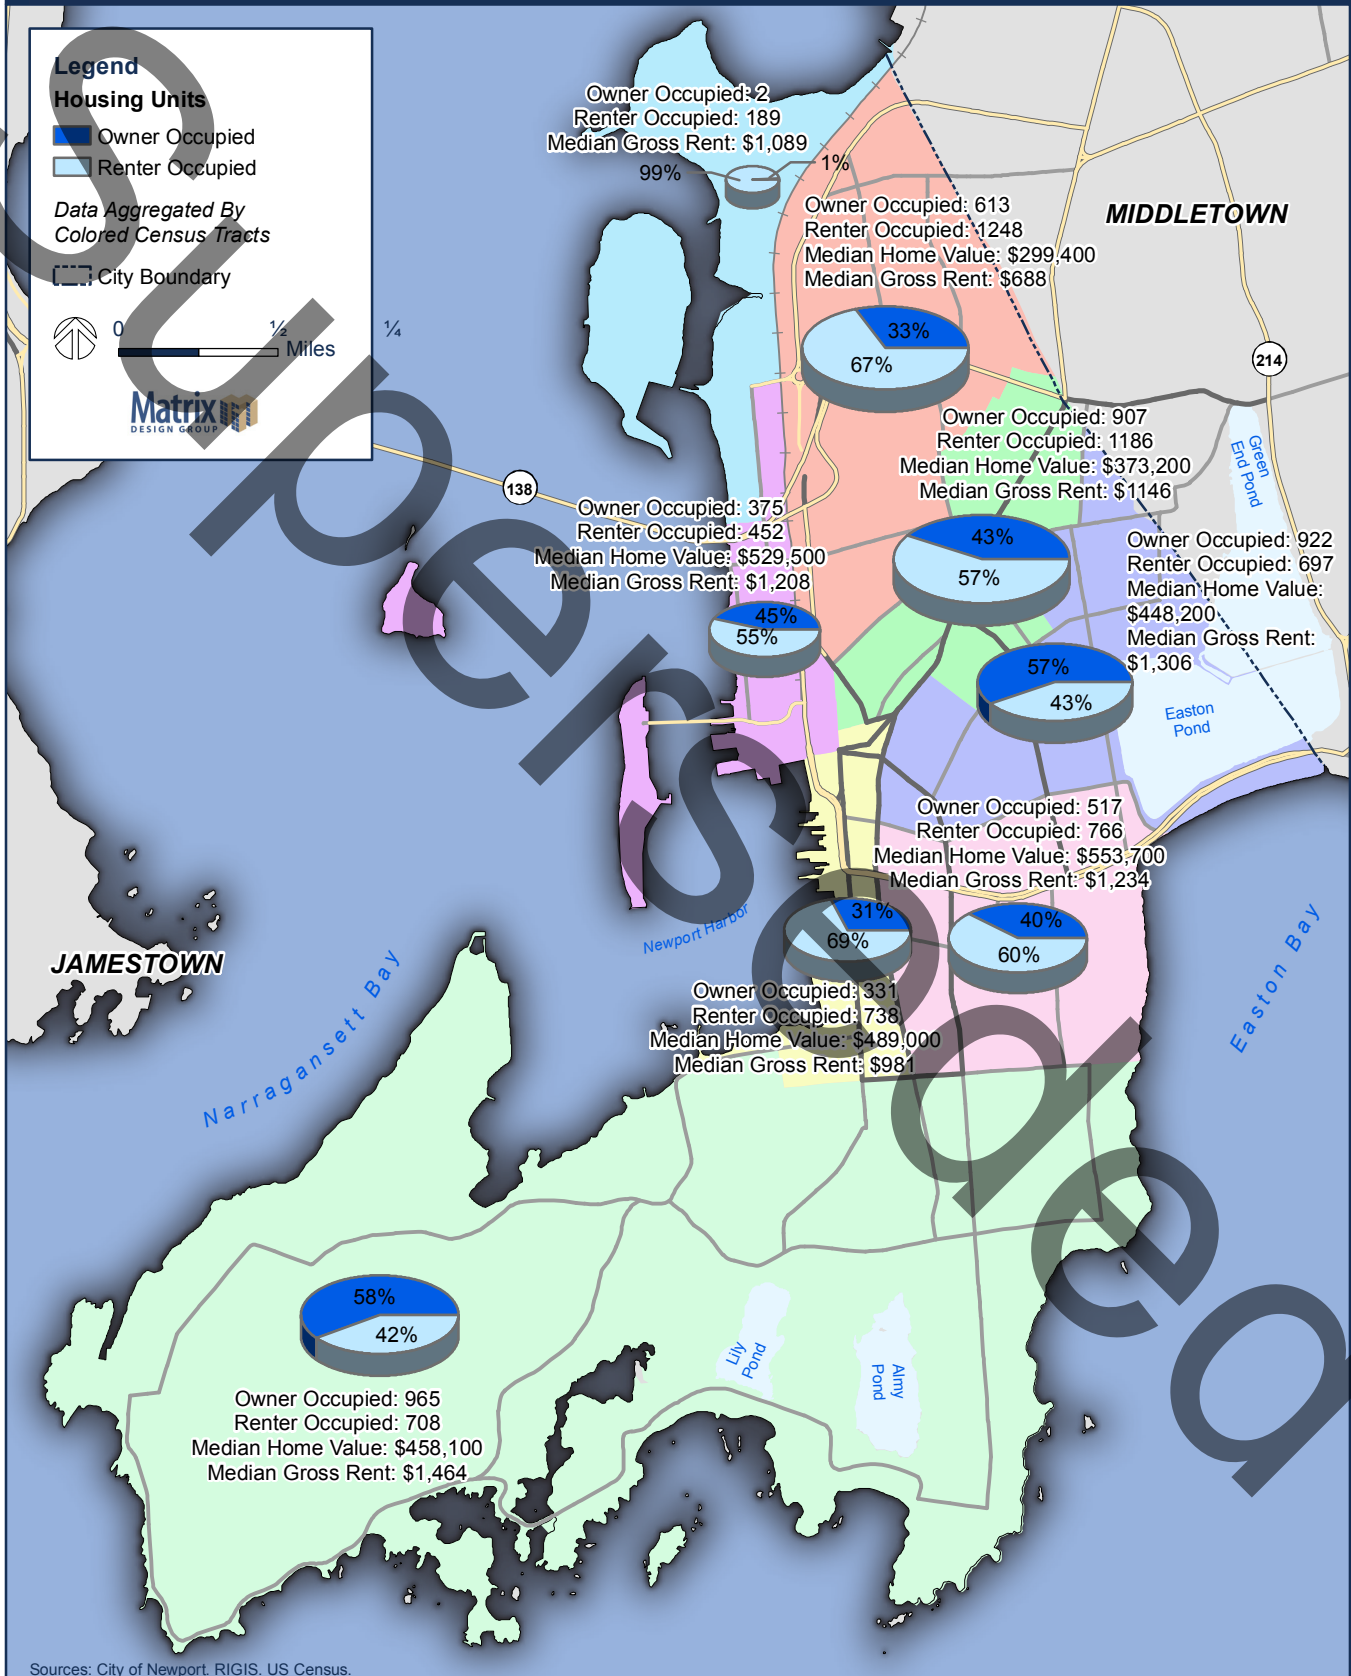 Legend
Housing Units
Owner Occupied
Renter Occupied
Data Aggregated By
Colored Census Tracts
City Boundary
0 ½ ¼
Miles
Matrix
DESIGN GROUP
Owner Occupied: 2
Renter Occupied: 189
Median Gross Rent: $1,089
99% 1%
MIDDLETOWN
Owner Occupied: 613
Renter Occupied: 1248
Median Home Value: $299,400
Median Gross Rent: $688
33%
67%
214
Owner Occupied: 907
Renter Occupied: 1186
Median Home Value: $373,200
Median Gross Rent: $1146
43%
57%
Green
End Pond
138
Owner Occupied: 375
Renter Occupied: 452
Median Home Value: $529,500
Median Gross Rent: $1,208
45%
55%
Owner Occupied: 922
Renter Occupied: 697
Median Home Value:
$448,200
Median Gross Rent:
$1,306
57%
43%
Easton
Pond
Owner Occupied: 517
Renter Occupied: 766
Median Home Value: $553,700
Median Gross Rent: $1,234
40%
60%
31%
69%
Newport Harbor
Owner Occupied: 331
Renter Occupied: 738
Median Home Value: $489,000
Median Gross Rent: $981
JAMESTOWN
Narragansett Bay
Easton Bay
58%
42%
Owner Occupied: 965
Renter Occupied: 708
Median Home Value: $458,100
Median Gross Rent: $1,464
Lily
Pond
Almy
Pond
Superseded
Sources: City of Newport, RIGIS, US Census.